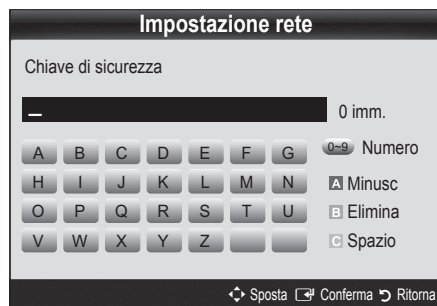 Impostazione rete
Chiave di sicurezza
_ 0 imm.
A B C D E F G 0~9 Numero
H I J K L M N A Minusc
O P Q R S T U B Elimina
V W X Y Z C Spazio
Sposta Conferma Ritorna